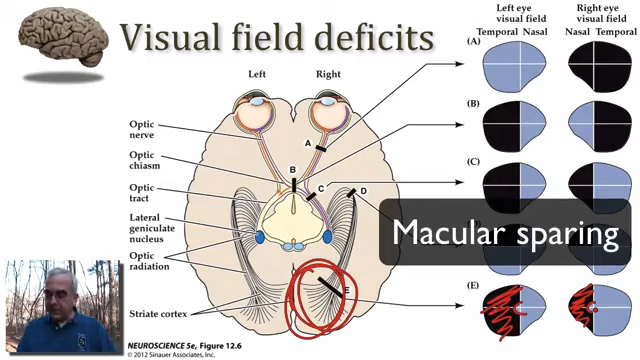 Visual field deficits
Left eye
visual field
Right eye
visual field
Temporal Nasal
Nasal Temporal
Left
Right
(A)
(B)
(C)
(E)
Optic
nerve
Optic
chiasm
Optic
tract
Lateral
geniculate
nucleus
Optic
radiation
Striate cortex
A
B
C
D
E
Macular sparing
NEUROSCIENCE 5e, Figure 12.6
© 2012 Sinauer Associates, Inc.